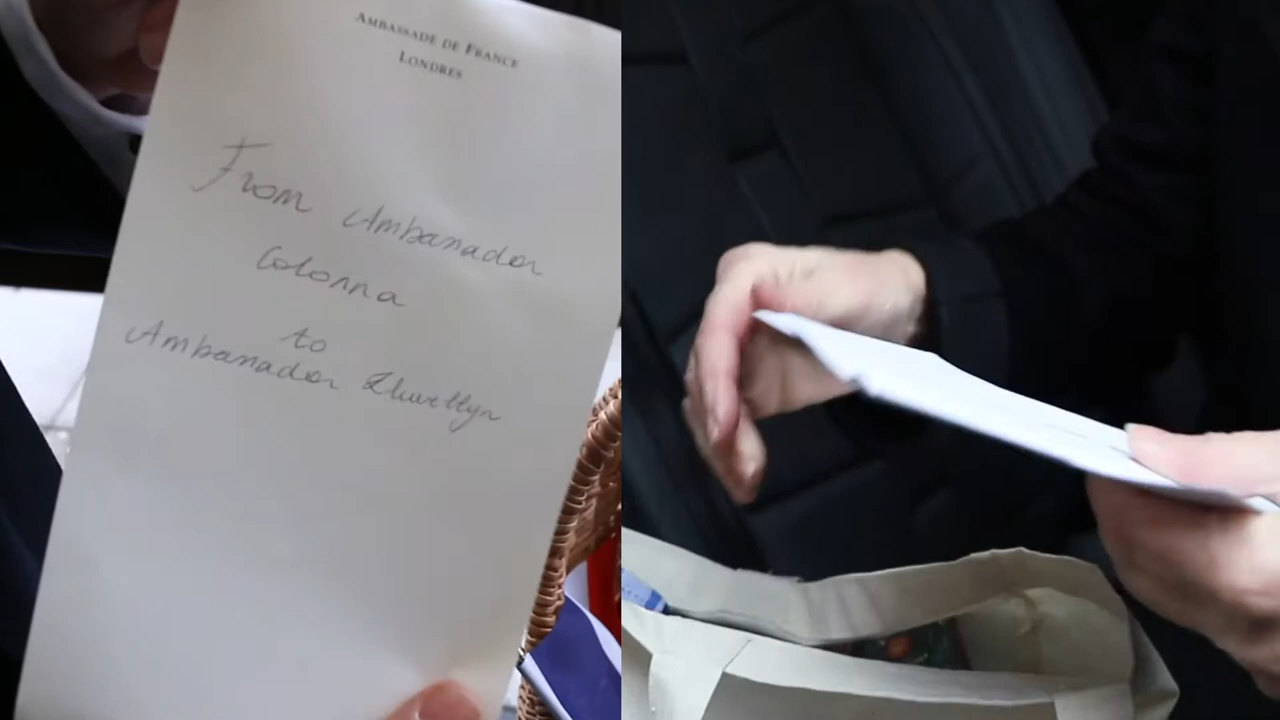 AMBASSADE DE FRANCE
LONDRES
From Ambassador
Colonna
to
Ambassador Llewellyn